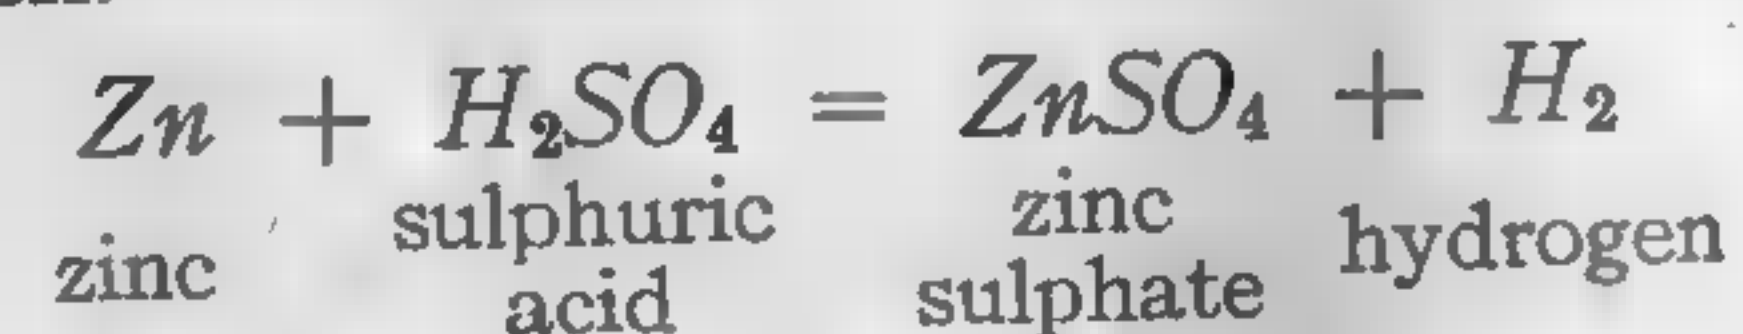 Zn + H₂SO₄ = ZnSO₄ + H₂
zinc sulphuric acid zinc sulphate hydrogen